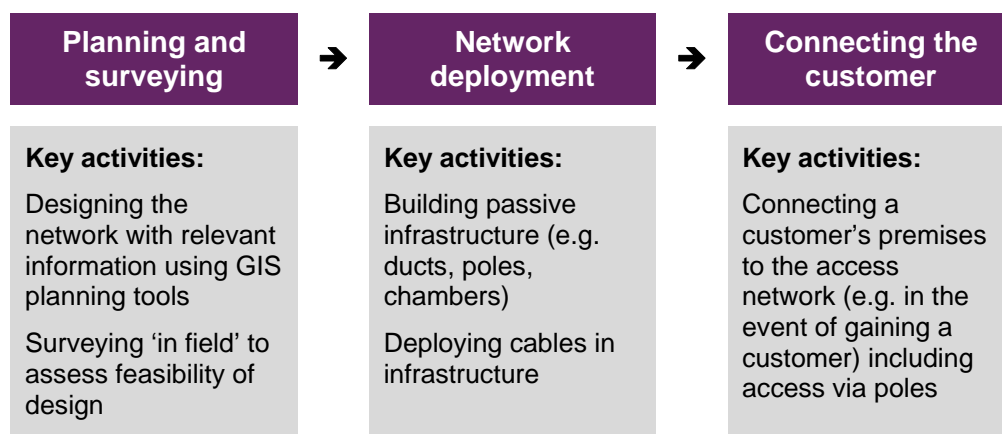 Planning and
surveying
➔
Network
deployment
➔
Connecting the
customer
Key activities:
Designing the
network with relevant
information using GIS
planning tools
Surveying ‘in field’ to
assess feasibility of
design
Key activities:
Building passive
infrastructure (e.g.
ducts, poles,
chambers)
Deploying cables in
infrastructure
Key activities:
Connecting a
customer’s premises
to the access
network (e.g. in the
event of gaining a
customer) including
access via poles